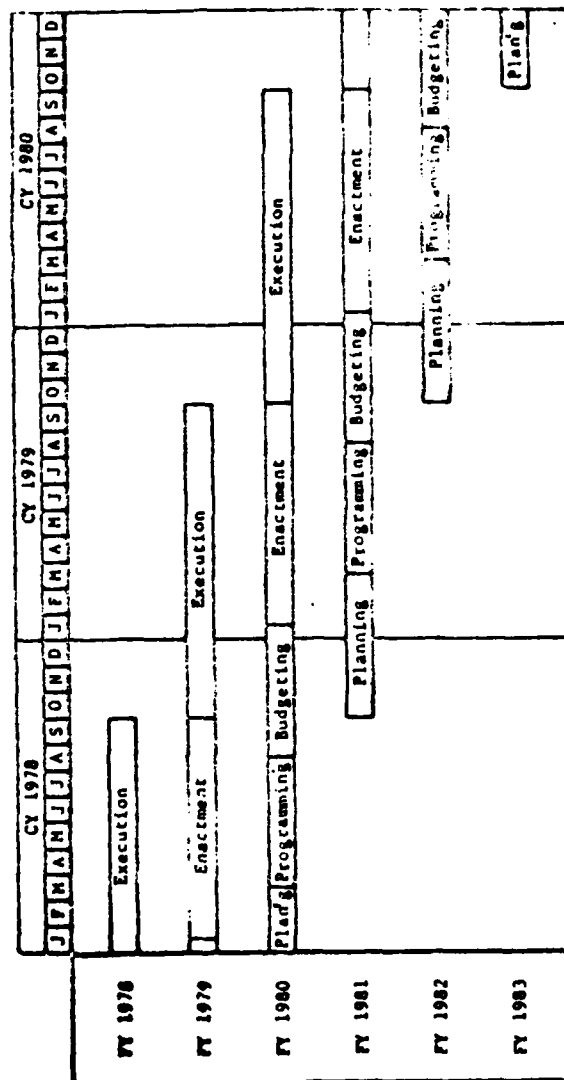 CY 1978 CY 1979 CY 1980
J F M A M J J A S O N D J F M A M J J A S O N D J F M A M J J A S O N D
FY 1978 Execution
FY 1979 Enactment Execution
FY 1980 Plan'g Programming Budgeting Enactment Execution
FY 1981 Planning Programming Budgeting Enactment
FY 1982 Planning Programming Budgeting
FY 1983 Plan'g